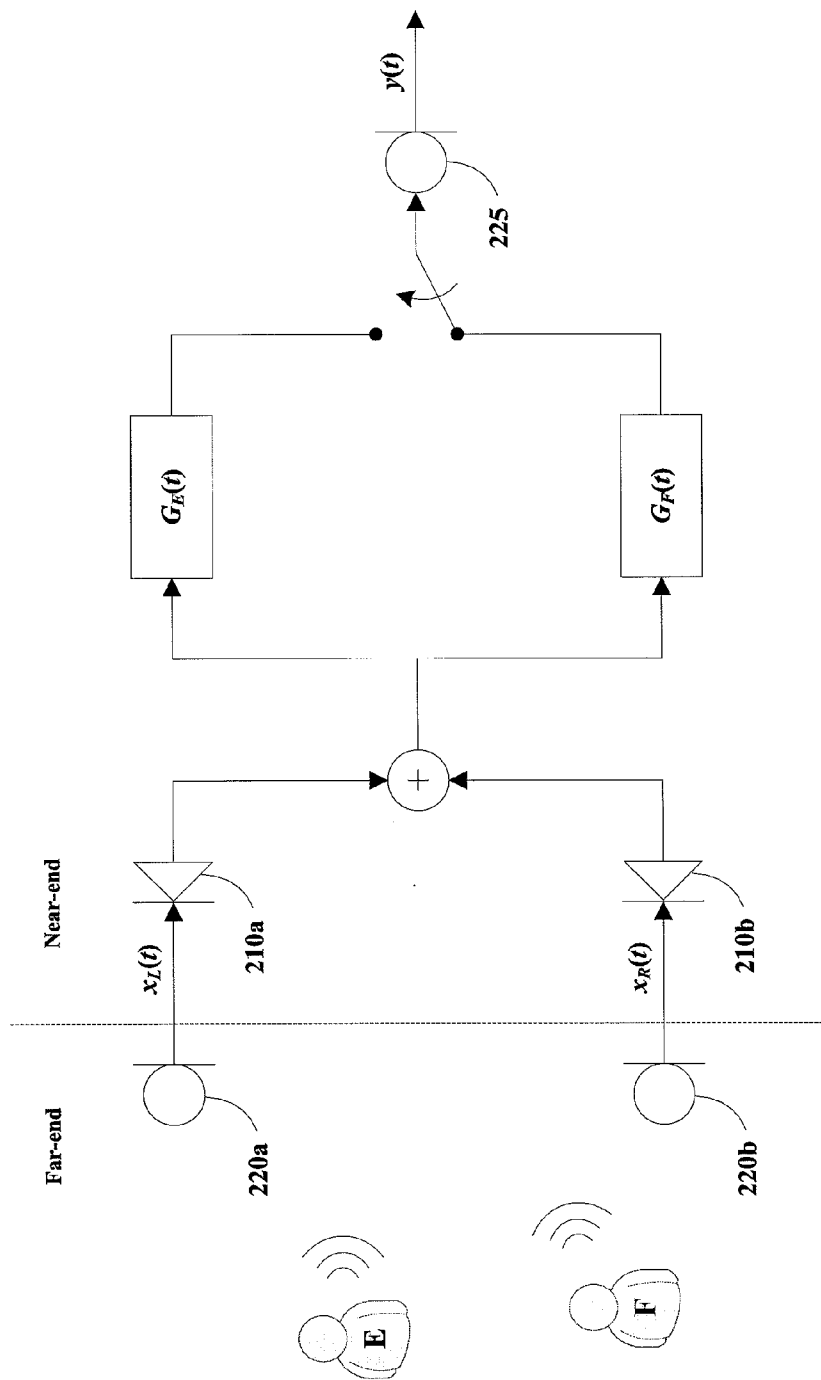 Far-end
Near-end
E
F
220a
220b
x_L(t)
x_R(t)
210a
210b
+
G_E(t)
G_F(t)
225
y(t)